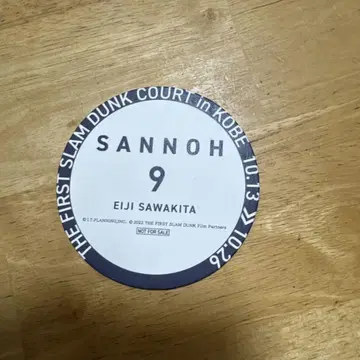 THE FIRST SLAM DUNK COURT in KOBE 10.13 >> 10.26
SANNOH
9
EIJI SAWAKITA
© I.T.PLANNING,INC. © 2022 THE FIRST SLAM DUNK Film Partners
NOT FOR SALE